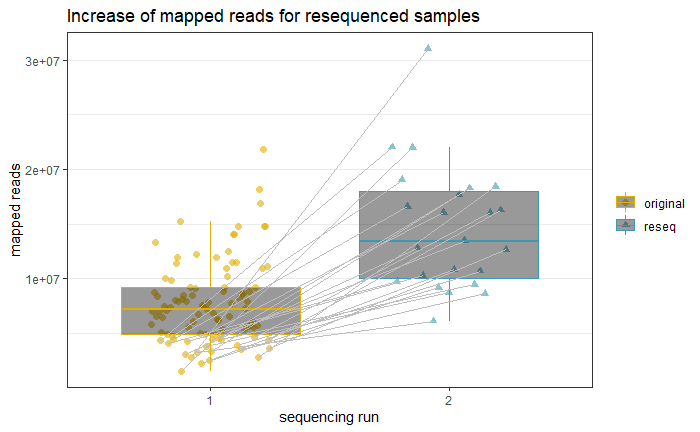 Increase of mapped reads for resequenced samples
mapped reads
3e+07
2e+07
1e+07
1
2
sequencing run
original
reseq